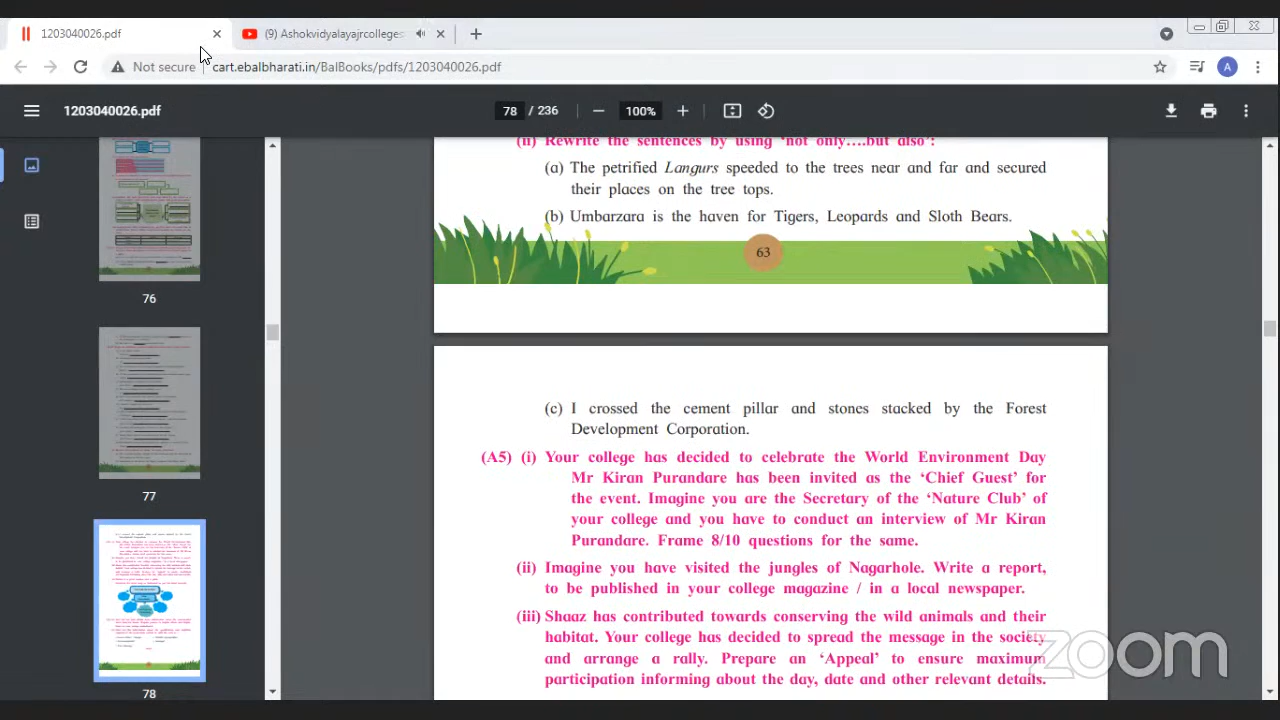 1203040026.pdf
(9) Ashokvidyalayajrcollege
Not secure
cart.ebalbharati.in/BalBooks/pdfs/1203040026.pdf
A
1203040026.pdf
78 / 236
100%
76
77
78
(ii) Rewrite the sentences by using 'not only....but also':
(a) The petrified Langurs speeded to the trees near and far and secured
their places on the tree tops.
(b) Umbarzara is the haven for Tigers, Leopards and Sloth Bears.
63
(c) I crossed the cement pillar and stones stacked by the Forest
Development Corporation.
(A5) (i) Your college has decided to celebrate the World Environment Day
Mr Kiran Purandare has been invited as the 'Chief Guest' for
the event. Imagine you are the Secretary of the 'Nature Club' of
your college and you have to conduct an interview of Mr Kiran
Purandare. Frame 8/10 questions for the same.
(ii) Imagine you have visited the jungles of Nagarhole. Write a report,
to be published in your college magazine / in a local newspaper.
(iii) Shaaz has contributed towards conserving the wild animals and their
habitat. Your college has decided to spread the message in the society
and arrange a rally. Prepare an 'Appeal' to ensure maximum
participation informing about the day, date and other relevant details.
zoom